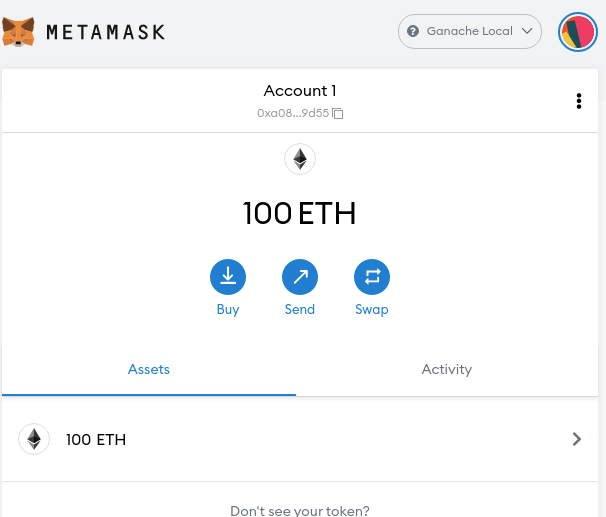 METAMASK
Ganache Local
Account 1
0xa08...9d55
100 ETH
Buy
Send
Swap
Assets
Activity
100 ETH
Don't see your token?